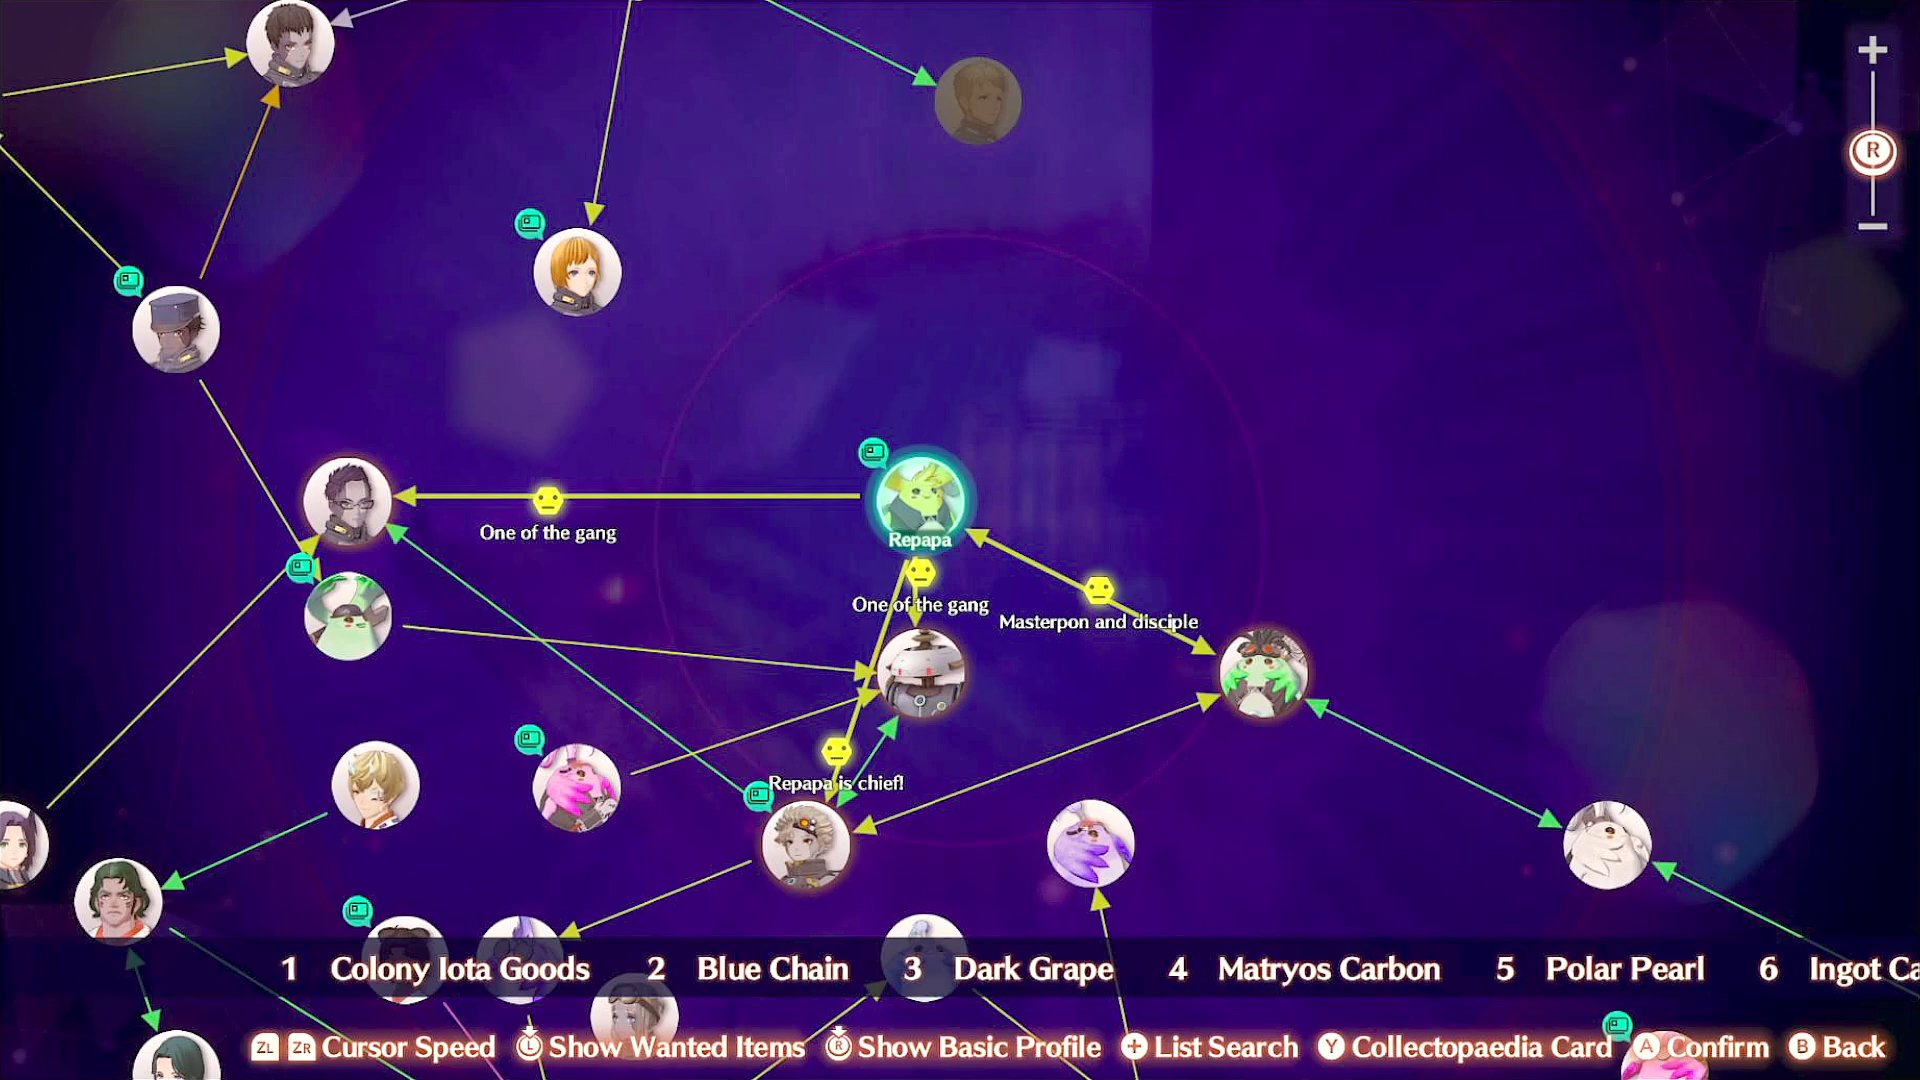 R
One of the gang
Repapa
One of the gang
Masterpon and disciple
Repapa is chief!
1 Colony Iota Goods 2 Blue Chain 3 Dark Grape 4 Matryos Carbon 5 Polar Pearl 6 Ingot Ca
ZL ZR Cursor Speed L Show Wanted Items R Show Basic Profile + List Search Y Collectopaedia Card A Confirm B Back